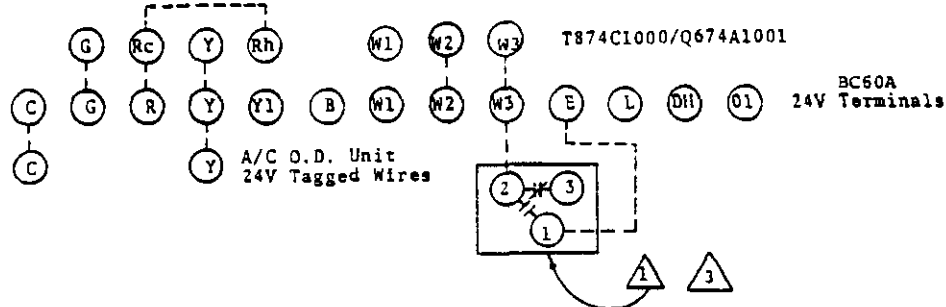 G Rc Y Rh W1 W2 W3 T874C1000/Q674A1001
C G R Y Y1 B W1 W2 W3 E L DH O1 BC60A
24V Terminals
C Y A/C O.D. Unit
24V Tagged Wires
2 3
1
1 3